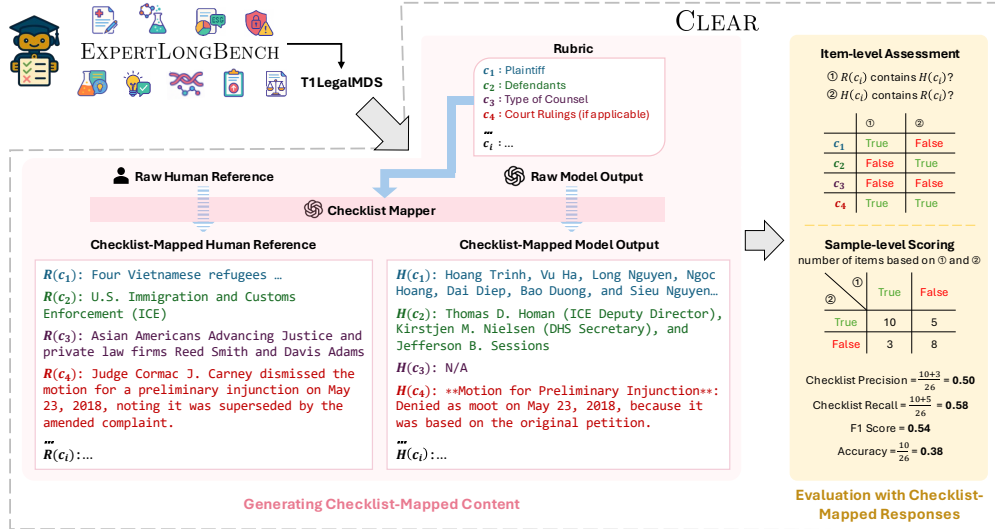 EXPERTLONGBENCH
T1LegalMDS
CLEAR
Rubric
c₁ : Plaintiff
c₂ : Defendants
c₃ : Type of Counsel
c₄ : Court Rulings (if applicable)
...
cᵢ : ...
Raw Human Reference
Raw Model Output
Checklist Mapper
Checklist-Mapped Human Reference
R(c₁): Four Vietnamese refugees …
R(c₂): U.S. Immigration and Customs
Enforcement (ICE)
R(c₃): Asian Americans Advancing Justice and
private law firms Reed Smith and Davis Adams
R(c₄): Judge Cormac J. Carney dismissed the
motion for a preliminary injunction on May
23, 2018, noting it was superseded by the
amended complaint.
...
R(cᵢ):...
Checklist-Mapped Model Output
H(c₁): Hoang Trinh, Vu Ha, Long Nguyen, Ngoc
Hoang, Dai Diep, Bao Duong, and Sieu Nguyen…
H(c₂): Thomas D. Homan (ICE Deputy Director),
Kirstjen M. Nielsen (DHS Secretary), and
Jefferson B. Sessions
H(c₃): N/A
H(c₄): **Motion for Preliminary Injunction**:
Denied as moot on May 23, 2018, because it
was based on the original petition.
...
H(cᵢ):...
Generating Checklist-Mapped Content
Item-level Assessment
① R(cᵢ) contains H(cᵢ)?
② H(cᵢ) contains R(cᵢ)?
① ②
c₁ True False
c₂ False True
c₃ False False
c₄ True True
Sample-level Scoring
number of items based on ① and ②
① ② True False
True 10 5
False 3 8
Checklist Precision = 10+3/26 = 0.50
Checklist Recall = 10+5/26 = 0.58
F1 Score = 0.54
Accuracy = 10/26 = 0.38
Evaluation with Checklist-
Mapped Responses